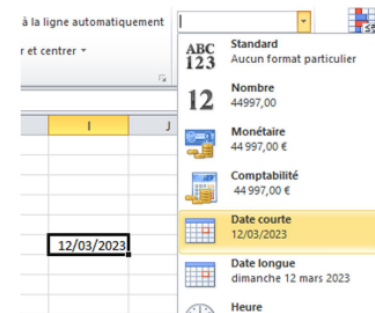 à la ligne automatiquement
r et centrer
ABC
123
Standard
Aucun format particulier
12
Nombre
44997,00
Monétaire
44 997,00 €
Comptabilité
44 997,00 €
I
J
Date courte
12/03/2023
12/03/2023
Date longue
dimanche 12 mars 2023
Heure